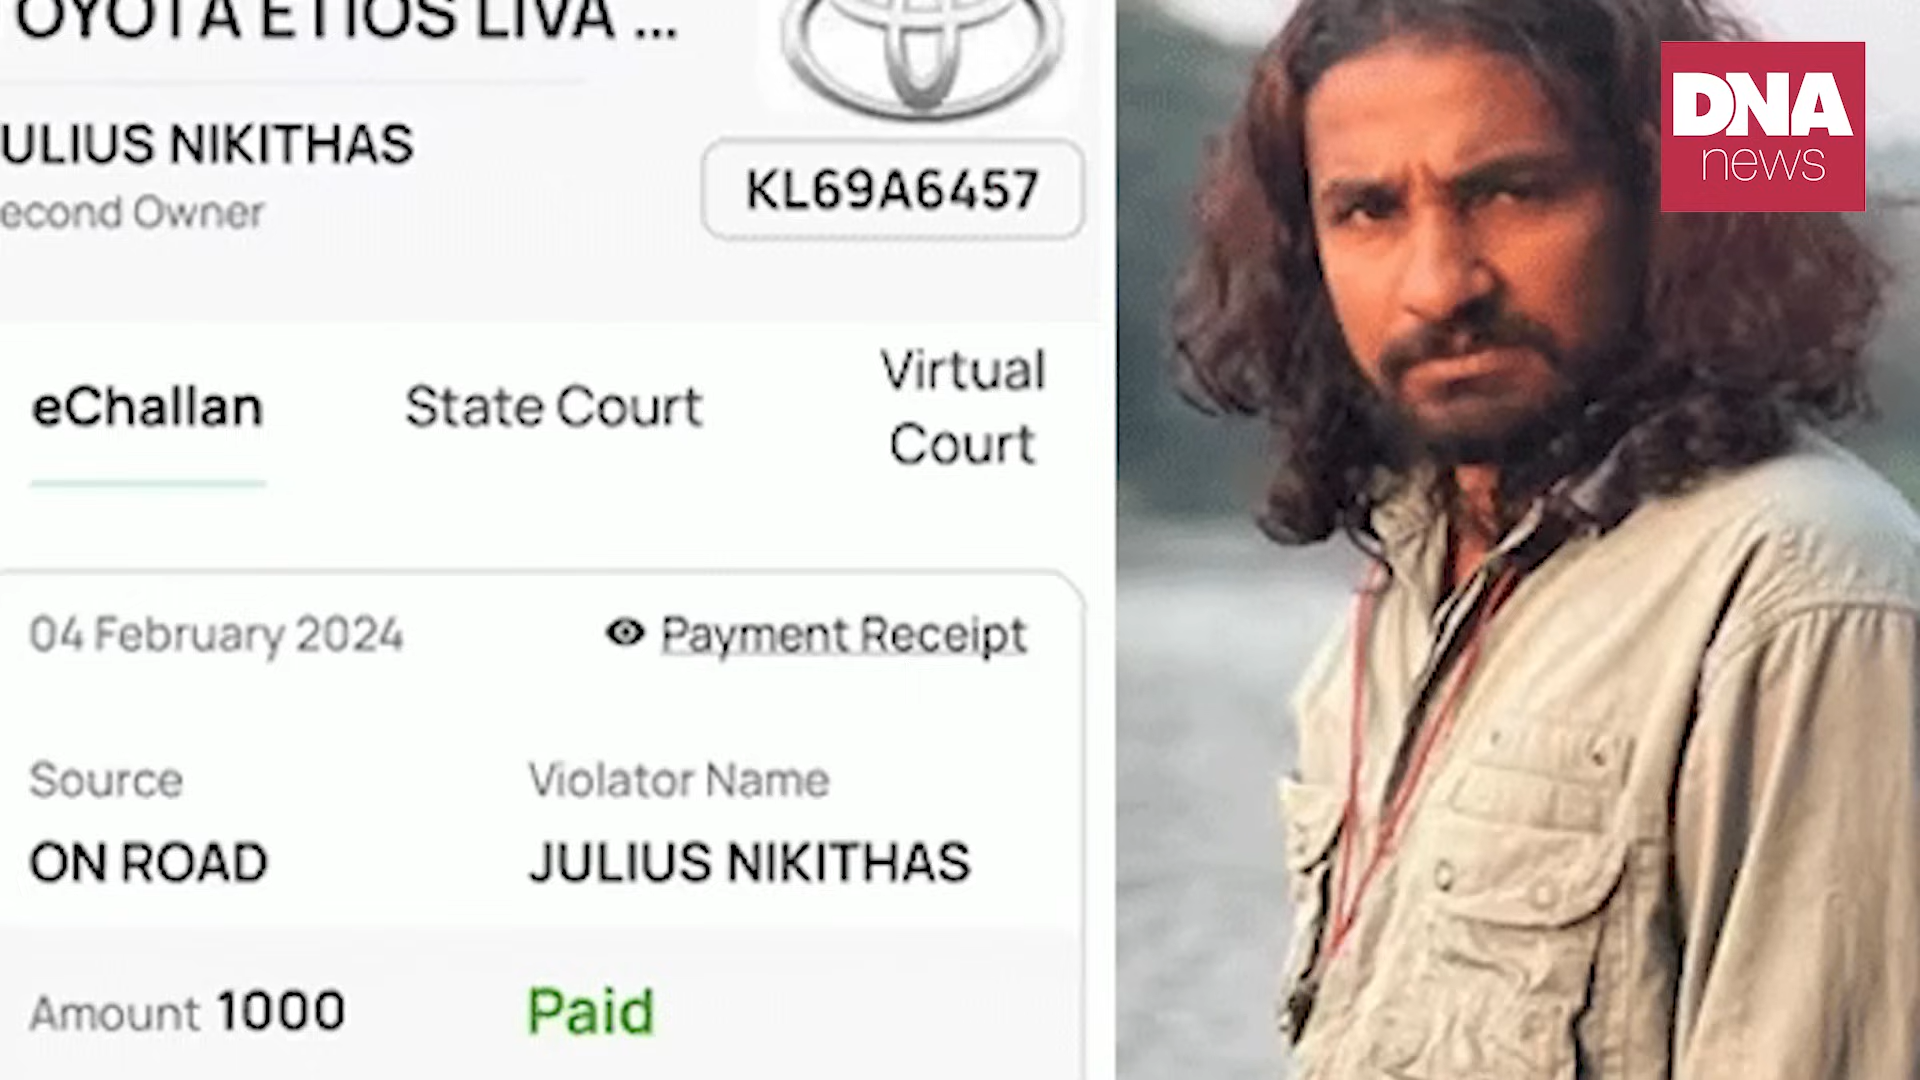 OYOTA ETIOS LIVA ...
ULIUS NIKITHAS
econd Owner
KL69A6457
eChallan
State Court
Virtual
Court
04 February 2024
Payment Receipt
Source
Violator Name
ON ROAD
JULIUS NIKITHAS
Amount 1000
Paid
DNA
news